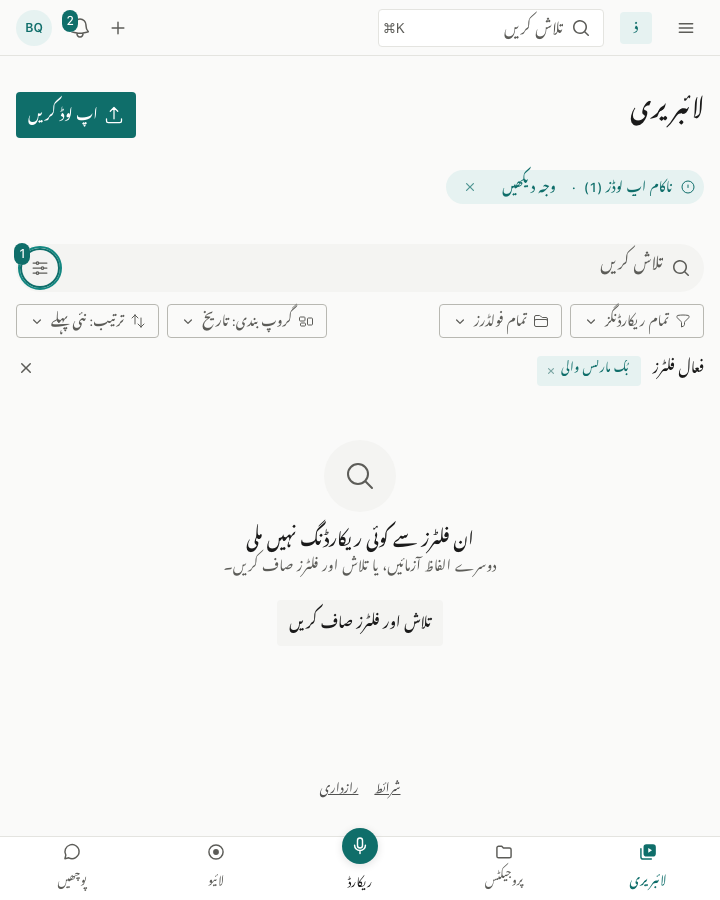 ذ
تلاش کریں
⌘K
2
BQ
لائبریری
اپ لوڈ کریں
ناکام اپ لوڈز (1) · وجہ دیکھیں
تلاش کریں
1
تمام ریکارڈنگز
تمام فولڈرز
گروپ بندی: تاریخ
ترتیب: نئی پہلے
فعال فلٹرز
بُک مارکس والی ×
ان فلٹرز سے کوئی ریکارڈنگ نہیں ملی
دوسرے الفاظ آزمائیں، یا تلاش اور فلٹرز صاف کریں۔
تلاش اور فلٹرز صاف کریں
شرائط
رازداری
لائبریری
پروجیکٹس
ریکارڈ
لائیو
پوچھیں